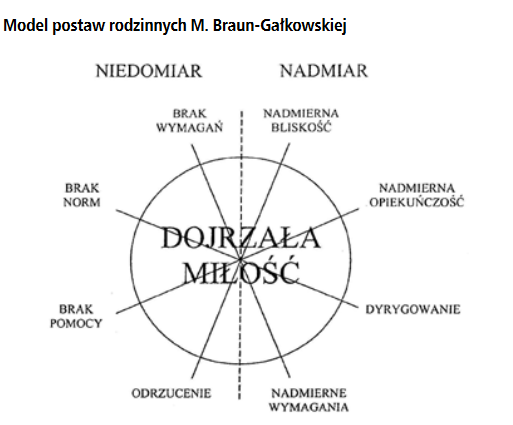 Model postaw rodzinnych M. Braun-Gałkowskiej
NIEDOMIAR
NADMIAR
BRAK
WYMAGAŃ
NADMIERNA
BLISKOŚĆ
BRAK
NORM
NADMIERNA
OPIEKUŃCZOŚĆ
DOJRZAŁA
MIŁOŚĆ
BRAK
POMOCY
DYRYGOWANIE
ODRZUCENIE
NADMIERNE
WYMAGANIA